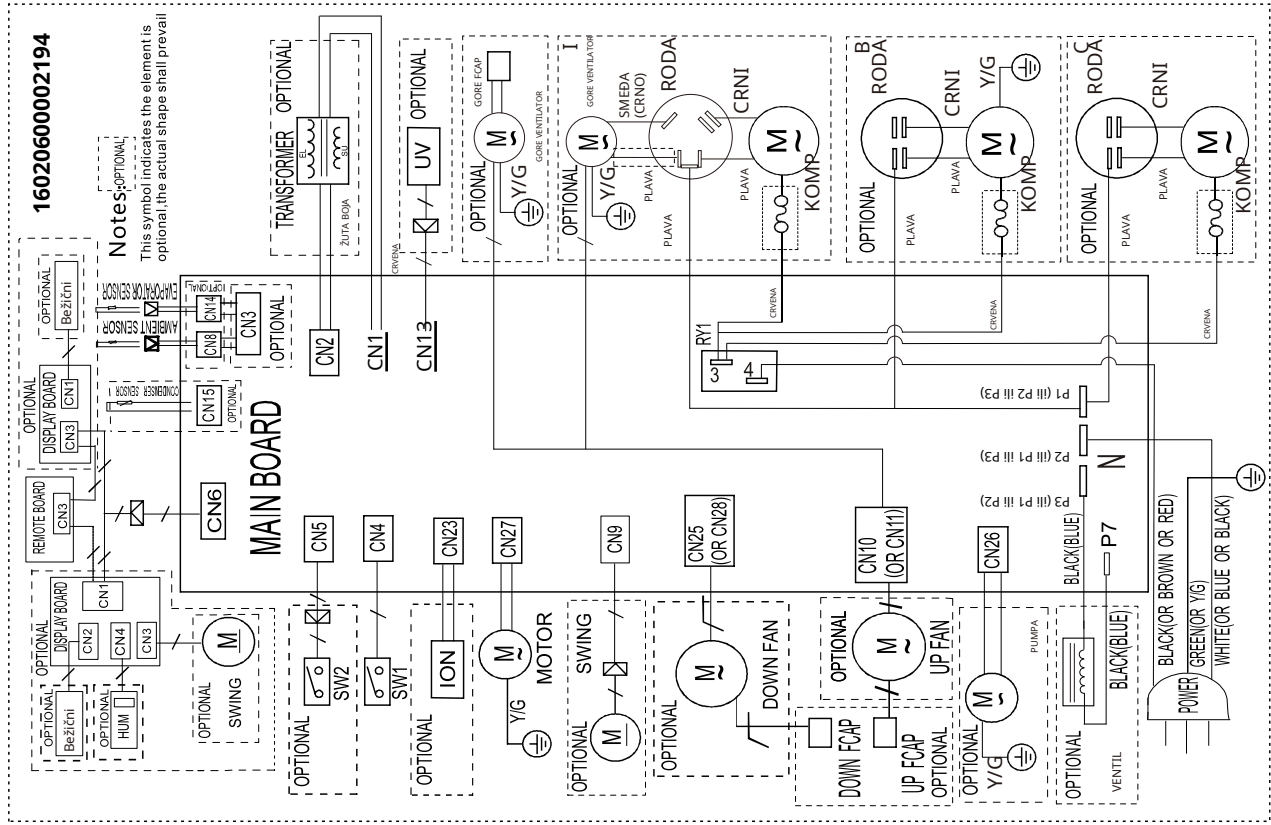 16020600002194
Notes:
OPTIONAL
This symbol indicates the element is
optional,the actual shape shall prevail
OPTIONAL
Bežični
OPTIONAL
DISPLAY BOARD
CN1
CN3
REMOTE BOARD
CN3
EVAPORATOR SENSOR
AMBIENT SENSOR
OPTIONAL
CN14
CN8
CN3
OPTIONAL
CONDENSER SENSOR
CN15
OPTIONAL
CN6
MAIN BOARD
TRANSFORMER OPTIONAL
EL
SU
ŽUTA BOJA
CN2
CN1
OPTIONAL
UV
CRVENA
CN13
GORE FCAP
M
~
GORE VENTILATOR
OPTIONAL
Y/G
I
GORE VENTILATOR
M
~
OPTIONAL
Y/G
SMEĐA
(CRNO)
RODA
CRNI
PLAVA
PLAVA
PLAVA
M
~
KOMP
CRVENA
B
RODA
CRNI
Y/G
OPTIONAL
PLAVA
PLAVA
M
~
KOMP
CRVENA
C
RODA
CRNI
OPTIONAL
PLAVA
PLAVA
M
~
KOMP
CRVENA
RY1
3
4
P1 (ili P2 ili P3)
P2 (ili P1 ili P3)
P3 (ili P1 ili P2)
N
OPTIONAL
DISPLAY BOARD
CN1
CN2
CN4
CN3
OPTIONAL
Bežični
OPTIONAL
HUM
OPTIONAL
SWING
M
CN5
SW2
OPTIONAL
CN4
SW1
CN23
ION
OPTIONAL
CN27
M
~
MOTOR
Y/G
CN9
SWING
M
OPTIONAL
CN25
(OR CN28)
M
~
DOWN FAN
OPTIONAL
CN10
(OR CN11)
OPTIONAL
M
~
UP FAN
DOWN FCAP
UP FCAP
OPTIONAL
CN26
M
~
PUMPA
OPTIONAL
Y/G
BLACK(BLUE)
P7
BLACK(BLUE)
OPTIONAL
VENTIL
BLACK(OR BROWN OR RED)
GREEN(OR Y/G)
WHITE(OR BLUE OR BLACK)
POWER